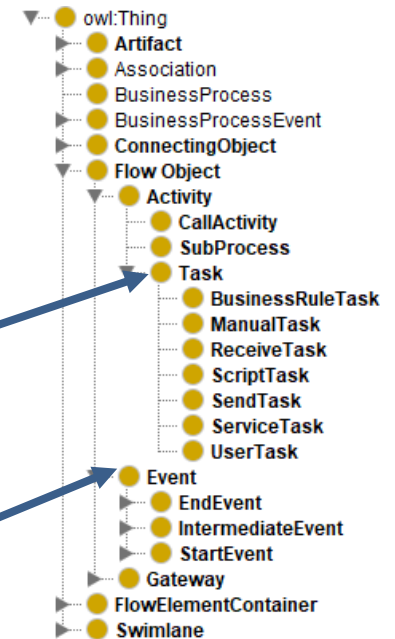 owl:Thing
Artifact
Association
BusinessProcess
BusinessProcessEvent
ConnectingObject
Flow Object
Activity
CallActivity
SubProcess
Task
BusinessRuleTask
ManualTask
ReceiveTask
ScriptTask
SendTask
ServiceTask
UserTask
Event
EndEvent
IntermediateEvent
StartEvent
Gateway
FlowElementContainer
Swimlane